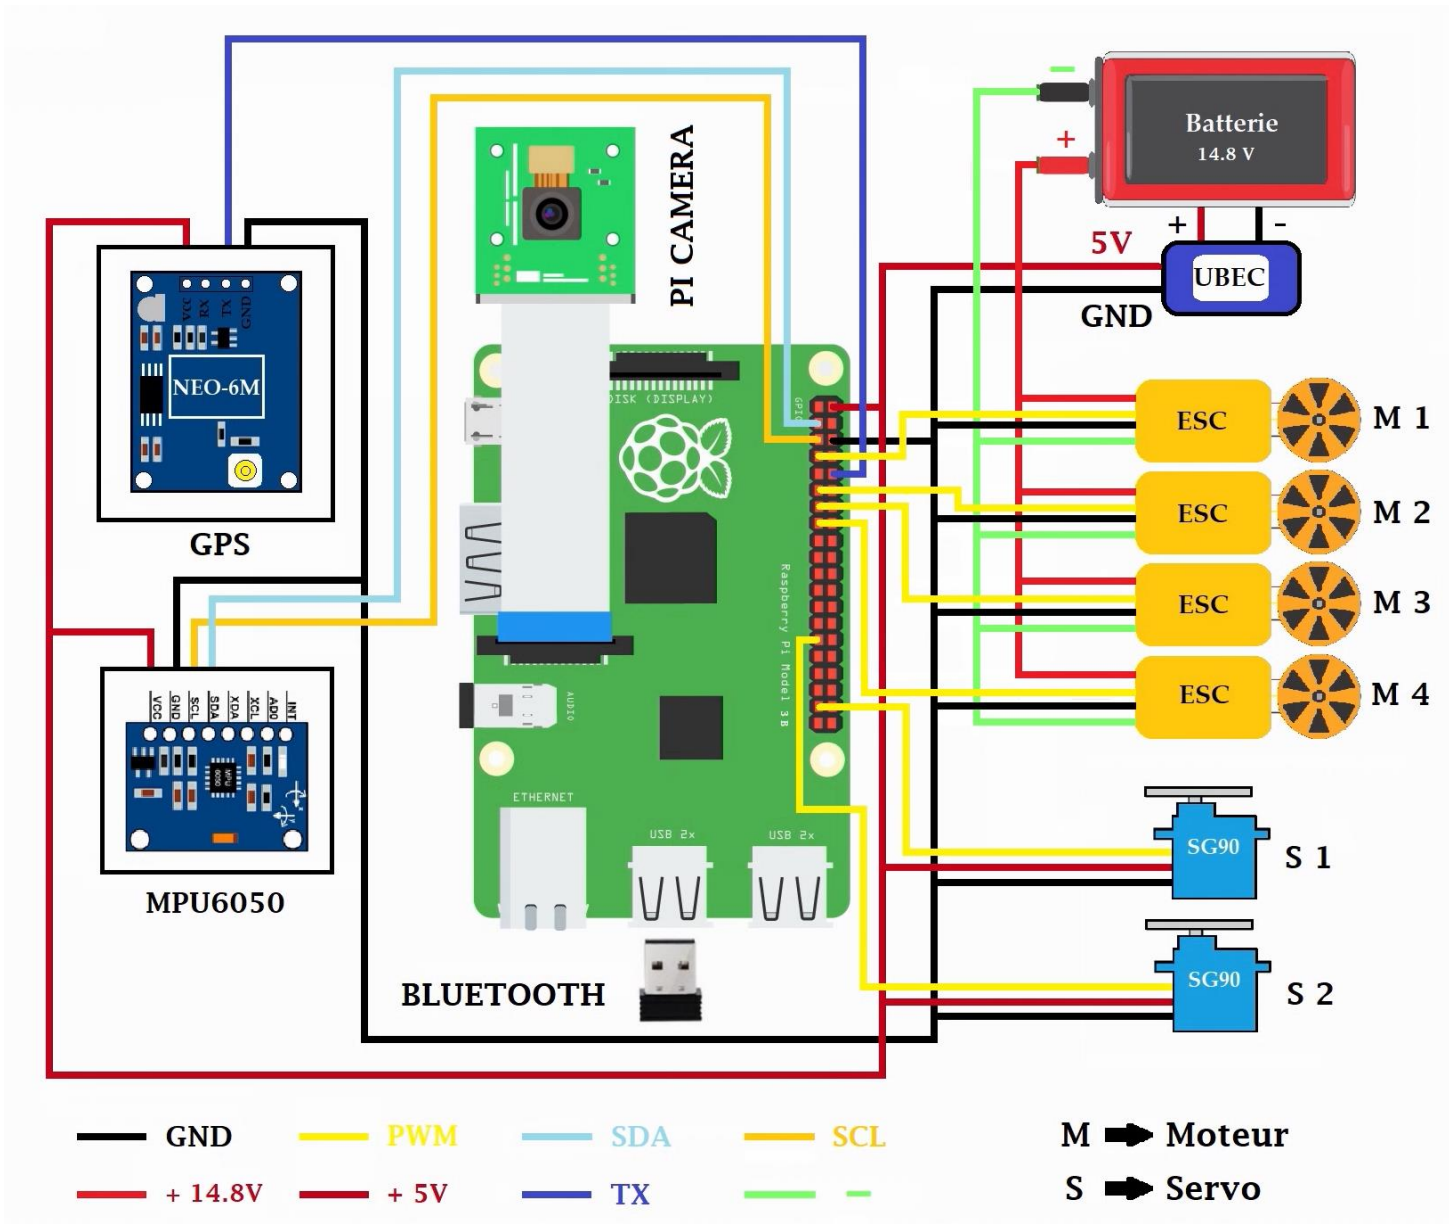 PI CAMERA
−
+
Batterie
14.8 V
+ -
5V
UBEC
GND
VCC
RX
TX
GND
NEO-6M
GPS
DISK (DISPLAY)
GPIO
Raspberry Pi Model 3B
ESC
M 1
ESC
M 2
ESC
M 3
ESC
M 4
VCC
GND
SCL
SDA
XDA
XCL
AD0
INT
MPU
6050
MPU6050
AUDIO
ETHERNET
USB 2x
USB 2x
BLUETOOTH
SG90
S 1
SG90
S 2
GND PWM SDA SCL
+ 14.8V + 5V TX -
M Moteur
S Servo